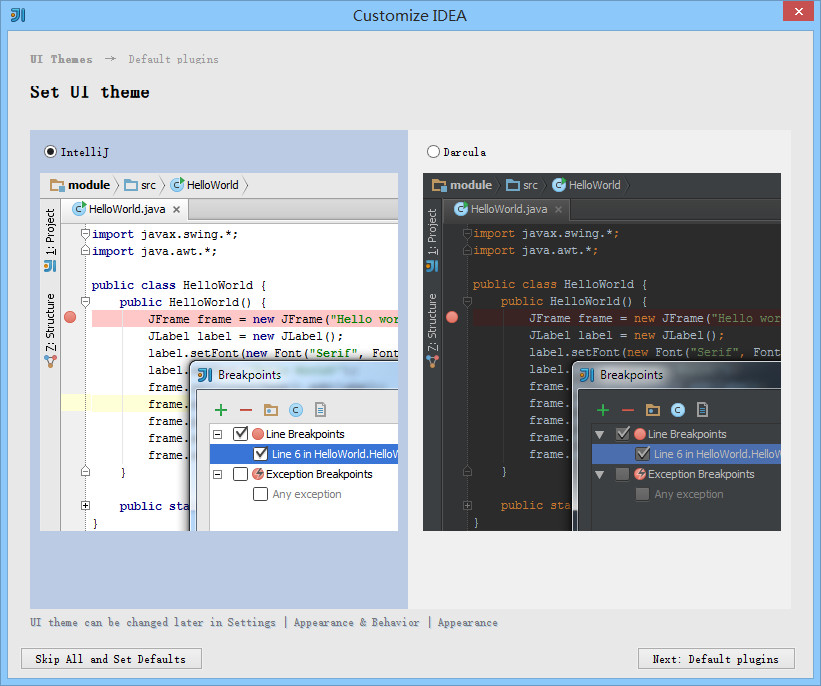 Customize IDEA
UI Themes → Default plugins
Set UI theme
IntelliJ
module src HelloWorld
HelloWorld.java
1: Project
7: Structure
import javax.swing.*;
import java.awt.*;
public class HelloWorld {
public HelloWorld() {
JFrame frame = new JFrame("Hello wor
JLabel label = new JLabel();
label.setFont(new Font("Serif", Font
label.
frame.
frame.
frame.
frame.
frame.
}
public sta
}
Breakpoints
Line Breakpoints
Line 6 in HelloWorld.HelloW
Exception Breakpoints
Any exception
Darcula
module src HelloWorld
HelloWorld.java
1: Project
7: Structure
import javax.swing.*;
import java.awt.*;
public class HelloWorld {
public HelloWorld() {
JFrame frame = new JFrame("Hello wor
JLabel label = new JLabel();
label.setFont(new Font("Serif", Font
label.
frame.
frame.
frame.
frame.
frame.
}
public sta
}
Breakpoints
Line Breakpoints
Line 6 in HelloWorld.HelloW
Exception Breakpoints
Any exception
UI theme can be changed later in Settings | Appearance & Behavior | Appearance
Skip All and Set Defaults
Next: Default plugins